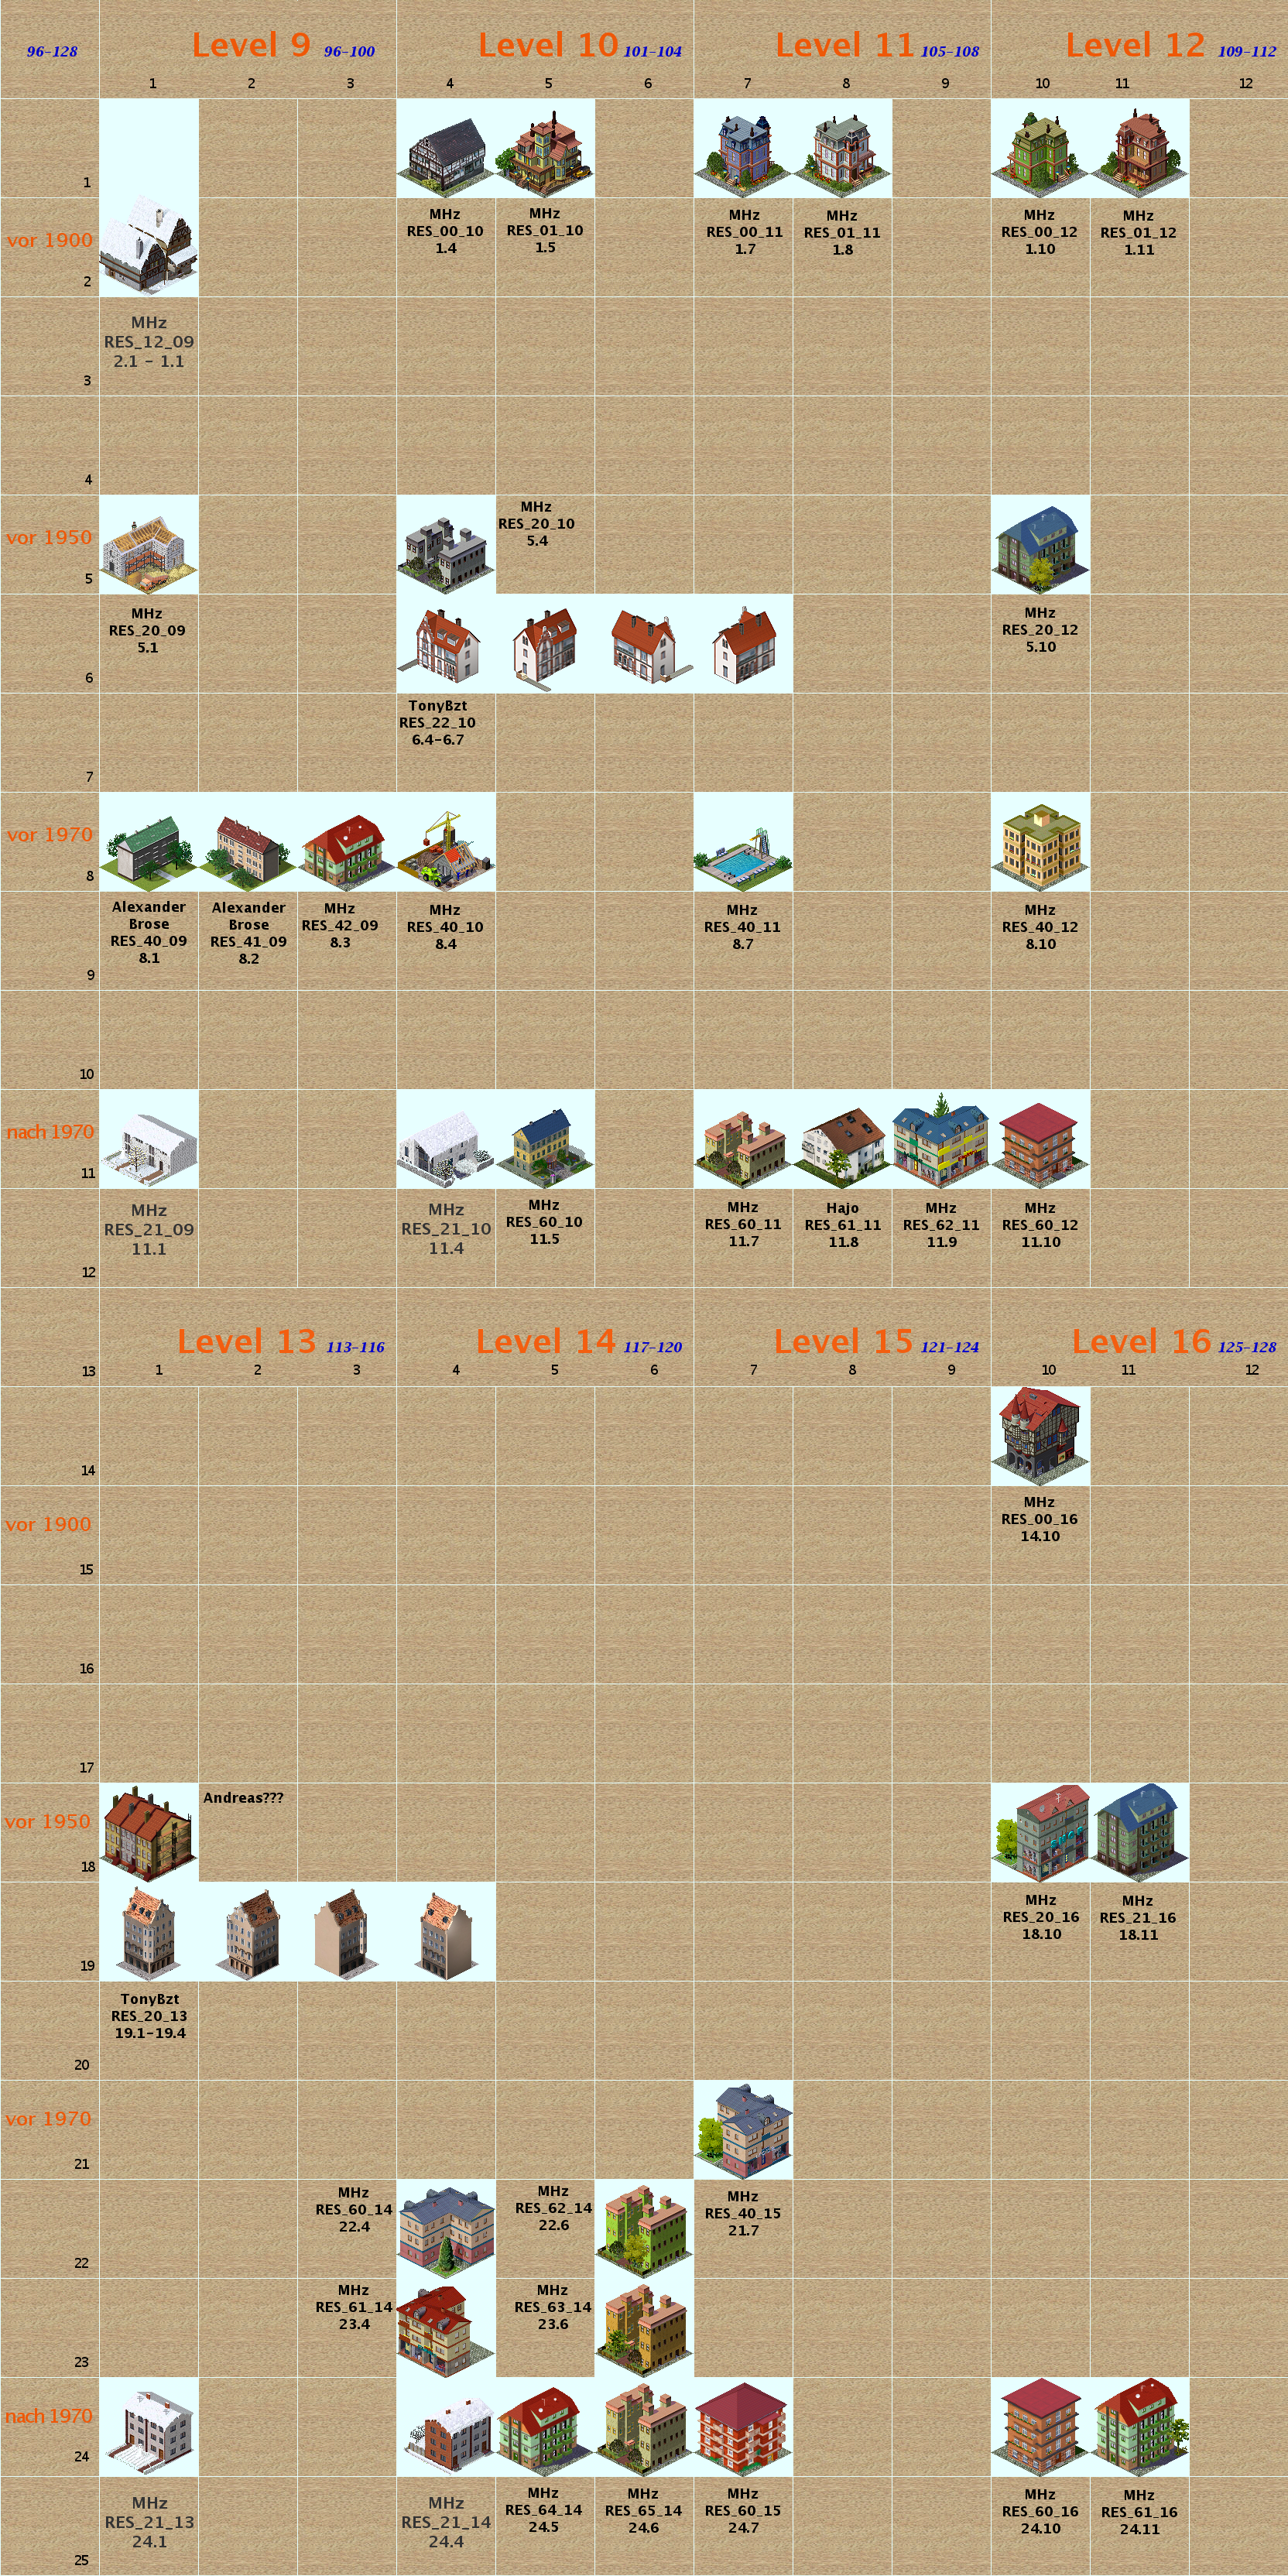 96-128 Level 9 96-100 Level 10 101-104 Level 11 105-108 Level 12 109-112
1 2 3 4 5 6 7 8 9 10 11 12
1
MHz MHz MHz MHz MHz MHz
RES_00_10 RES_01_10 RES_00_11 RES_01_11 RES_00_12 RES_01_12
1.4 1.5 1.7 1.8 1.10 1.11
vor 1900
2
MHz
RES_12_09
2.1 - 1.1
3
4
MHz
RES_20_10
5.4
vor 1950
5
MHz MHz
RES_20_09 RES_20_12
5.1 5.10
6
TonyBzt
RES_22_10
6.4-6.7
7
vor 1970
8
Alexander Alexander MHz MHz MHz MHz
Brose Brose RES_42_09 RES_40_10 RES_40_11 RES_40_12
RES_40_09 RES_41_09 8.3 8.4 8.7 8.10
8.1 8.2
9
10
nach 1970
11
MHz MHz MHz MHz Hajo MHz MHz
RES_21_09 RES_21_10 RES_60_10 RES_60_11 RES_61_11 RES_62_11 RES_60_12
11.1 11.4 11.5 11.7 11.8 11.9 11.10
12
Level 13 113-116 Level 14 117-120 Level 15 121-124 Level 16 125-128
13 1 2 3 4 5 6 7 8 9 10 11 12
14
MHz
RES_00_16
14.10
vor 1900
15
16
17
Andreas???
vor 1950
18
MHz MHz
RES_20_16 RES_21_16
18.10 18.11
19
TonyBzt
RES_20_13
19.1-19.4
20
vor 1970
21
MHz MHz MHz
RES_60_14 RES_62_14 RES_40_15
22.4 22.6 21.7
22
MHz MHz
RES_61_14 RES_63_14
23.4 23.6
23
nach 1970
24
MHz MHz MHz MHz MHz MHz MHz
RES_21_13 RES_21_14 RES_64_14 RES_65_14 RES_60_15 RES_60_16 RES_61_16
24.1 24.4 24.5 24.6 24.7 24.10 24.11
25